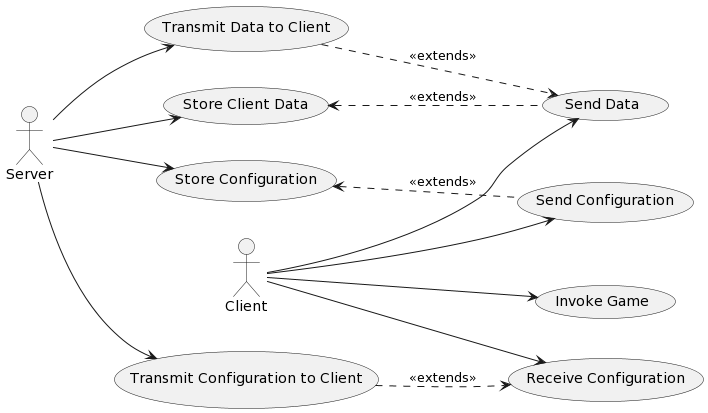 Transmit Data to Client
«extends»
Store Client Data
«extends»
Send Data
Server
Store Configuration
«extends»
Send Configuration
Client
Invoke Game
Transmit Configuration to Client
«extends»
Receive Configuration